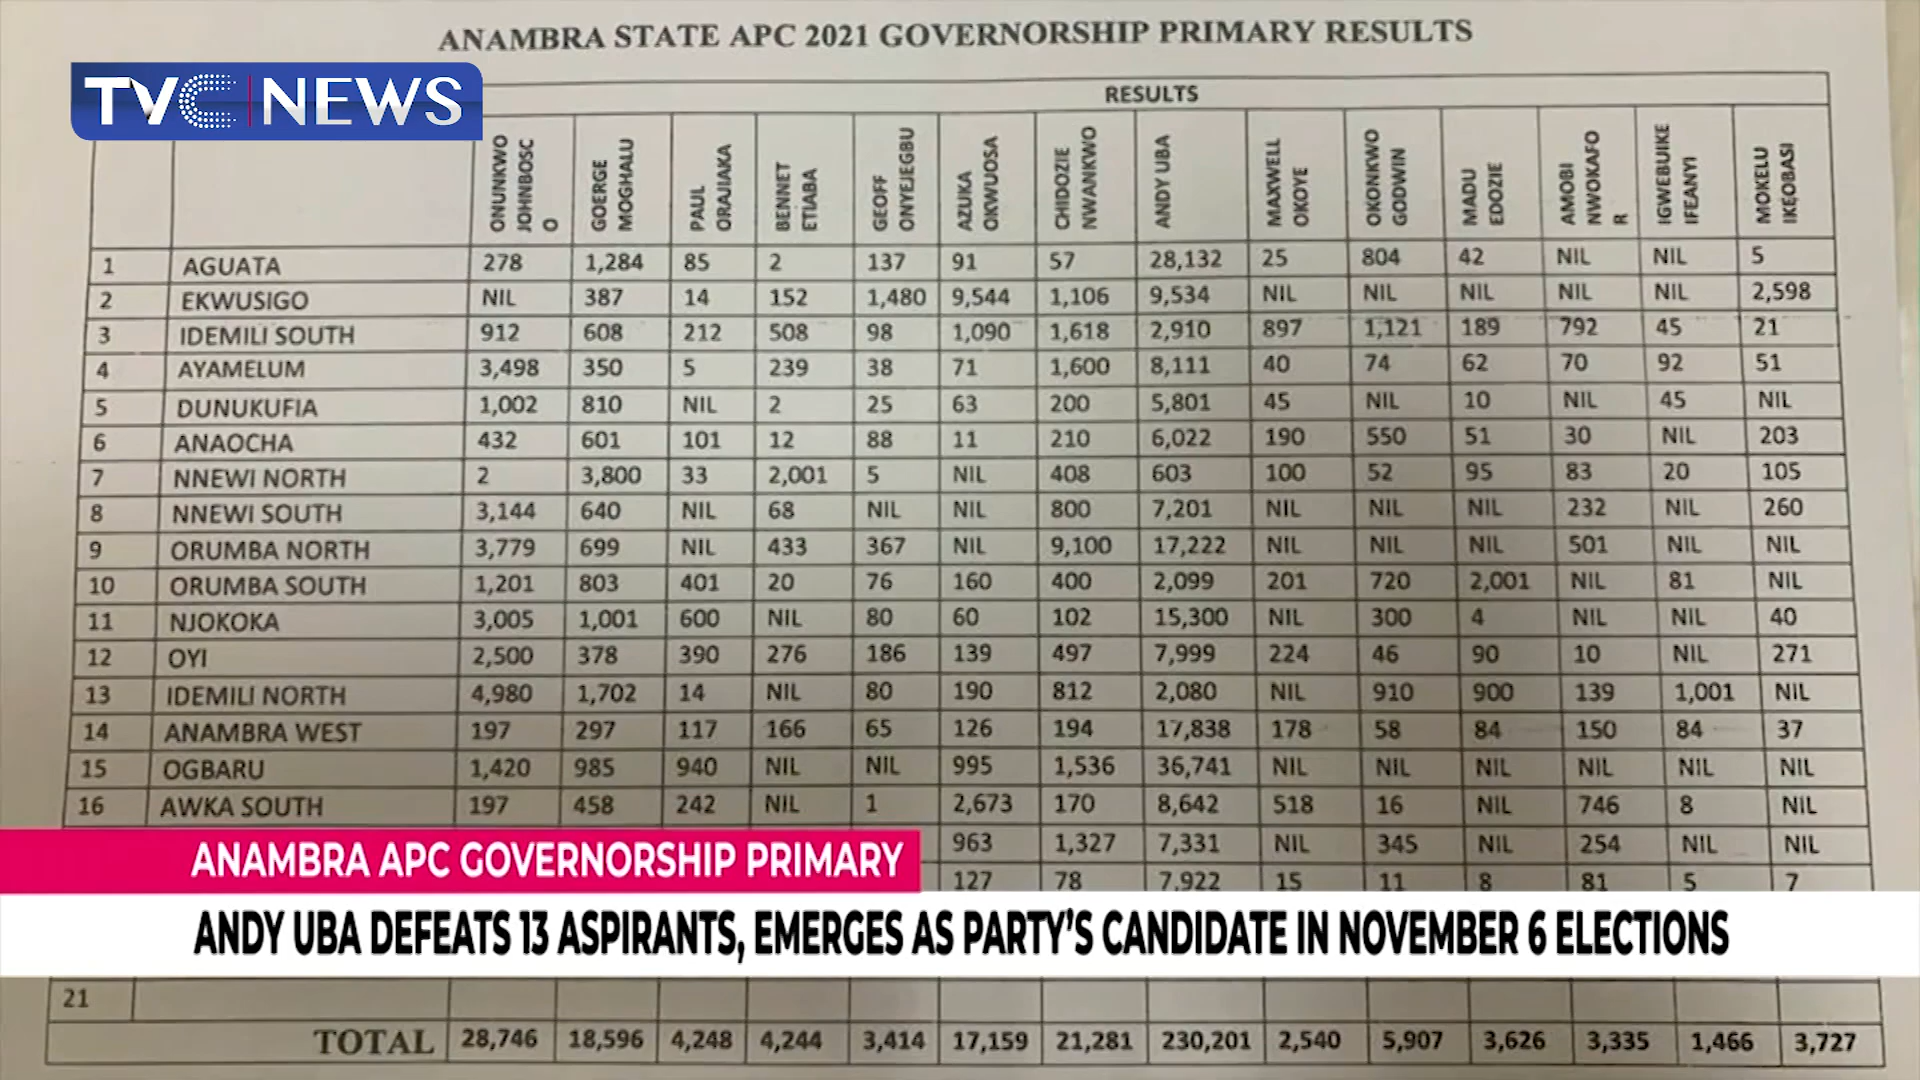 ANAMBRA STATE APC 2021 GOVERNORSHIP PRIMARY RESULTS
TVC NEWS
RESULTS
ONUNKWO JOHNBOSCO GOERGE MOGHALU PAUL ORAJIAKA BENNET ETIABA GEOFF ONYEJEGBU AZUKA OKWUOSA CHIDOZIE NWANKWO ANDY UBA MAXWELL OKOYE OKONKWO GODWIN MADU EDOZIE AMOBI NWOKAFOR IGWEBUIKE IFEANYI MOKELU IKEOBASI
1 AGUATA 278 1,284 85 2 137 91 57 28,132 25 804 42 NIL NIL 5
2 EKWUSIGO NIL 387 14 152 1,480 9,544 1,106 9,534 NIL NIL NIL NIL NIL 2,598
3 IDEMILI SOUTH 912 608 212 508 98 1,090 1,618 2,910 897 1,121 189 792 45 21
4 AYAMELUM 3,498 350 5 239 38 71 1,600 8,111 40 74 62 70 92 51
5 DUNUKUFIA 1,002 810 NIL 2 25 63 200 5,801 45 NIL 10 NIL 45 NIL
6 ANAOCHA 432 601 101 12 88 11 210 6,022 190 550 51 30 NIL 203
7 NNEWI NORTH 2 3,800 33 2,001 5 NIL 408 603 100 52 95 83 20 105
8 NNEWI SOUTH 3,144 640 NIL 68 NIL NIL 800 7,201 NIL NIL NIL 232 NIL 260
9 ORUMBA NORTH 3,779 699 NIL 433 367 NIL 9,100 17,222 NIL NIL NIL 501 NIL NIL
10 ORUMBA SOUTH 1,201 803 401 20 76 160 400 2,099 201 720 2,001 NIL 81 NIL
11 NJOKOKA 3,005 1,001 600 NIL 80 60 102 15,300 NIL 300 4 NIL NIL 40
12 OYI 2,500 378 390 276 186 139 497 7,999 224 46 90 10 NIL 271
13 IDEMILI NORTH 4,980 1,702 14 NIL 80 190 812 2,080 NIL 910 900 139 1,001 NIL
14 ANAMBRA WEST 197 297 117 166 65 126 194 17,838 178 58 84 150 84 37
15 OGBARU 1,420 985 940 NIL NIL 995 1,536 36,741 NIL NIL NIL NIL NIL NIL
16 AWKA SOUTH 197 458 242 NIL 1 2,673 170 8,642 518 16 NIL 746 8 NIL
963 1,327 7,331 NIL 345 NIL 254 NIL NIL
127 78 7,922 15 11 8 81 5 7
ANAMBRA APC GOVERNORSHIP PRIMARY
ANDY UBA DEFEATS 13 ASPIRANTS, EMERGES AS PARTY'S CANDIDATE IN NOVEMBER 6 ELECTIONS
21
TOTAL 28,746 18,596 4,248 4,244 3,414 17,159 21,281 230,201 2,540 5,907 3,626 3,335 1,466 3,727